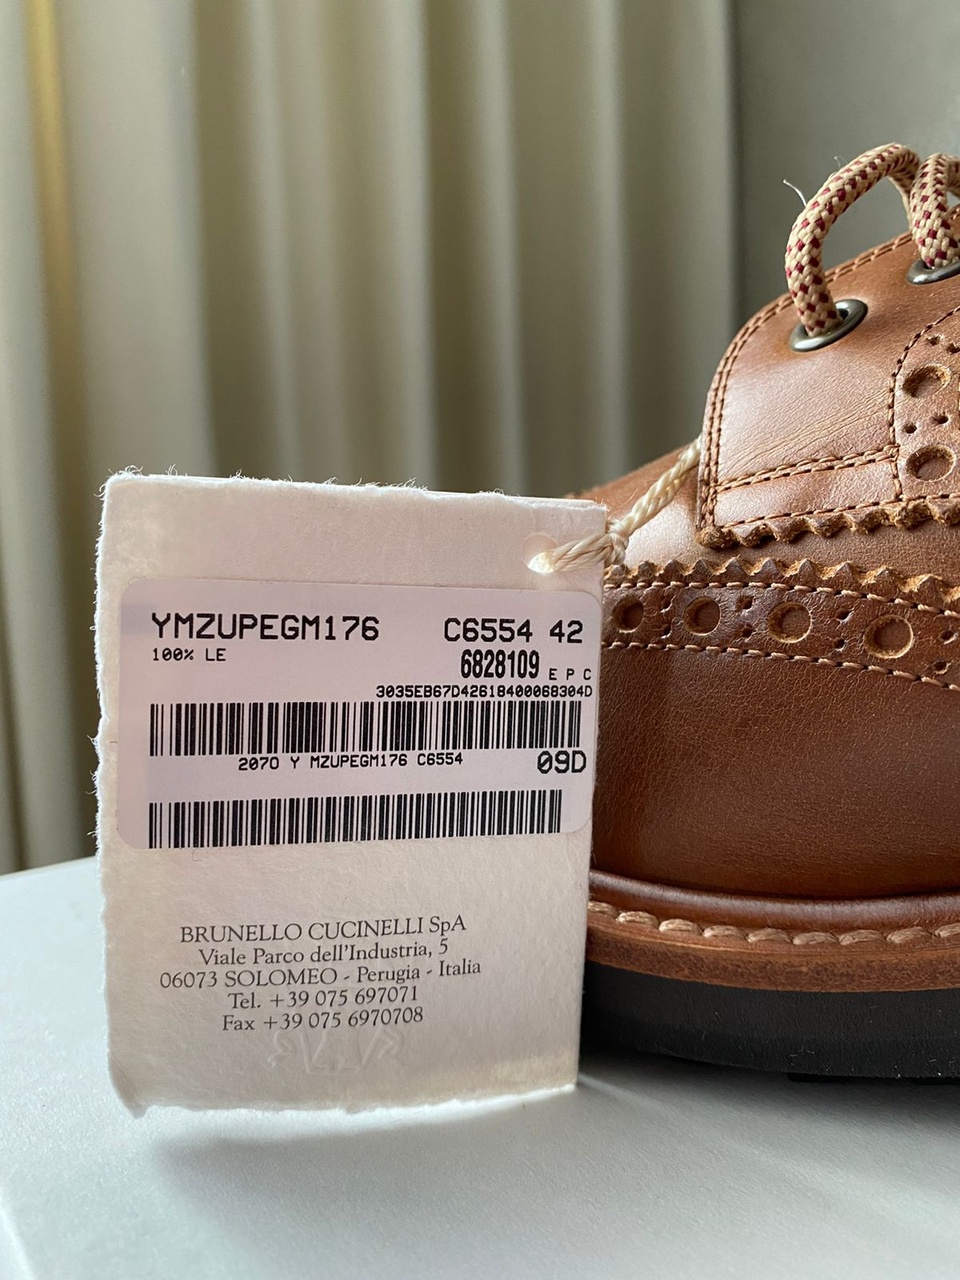 YMZUPEGM176 C6554 42
100% LE 6828109 E P C
3035EB67D42618400068304D
2070 Y MZUPEGM176 C6554 09D
BRUNELLO CUCINELLI SpA
Viale Parco dell'Industria, 5
06073 SOLOMEO - Perugia - Italia
Tel. +39 075 697071
Fax +39 075 6970708